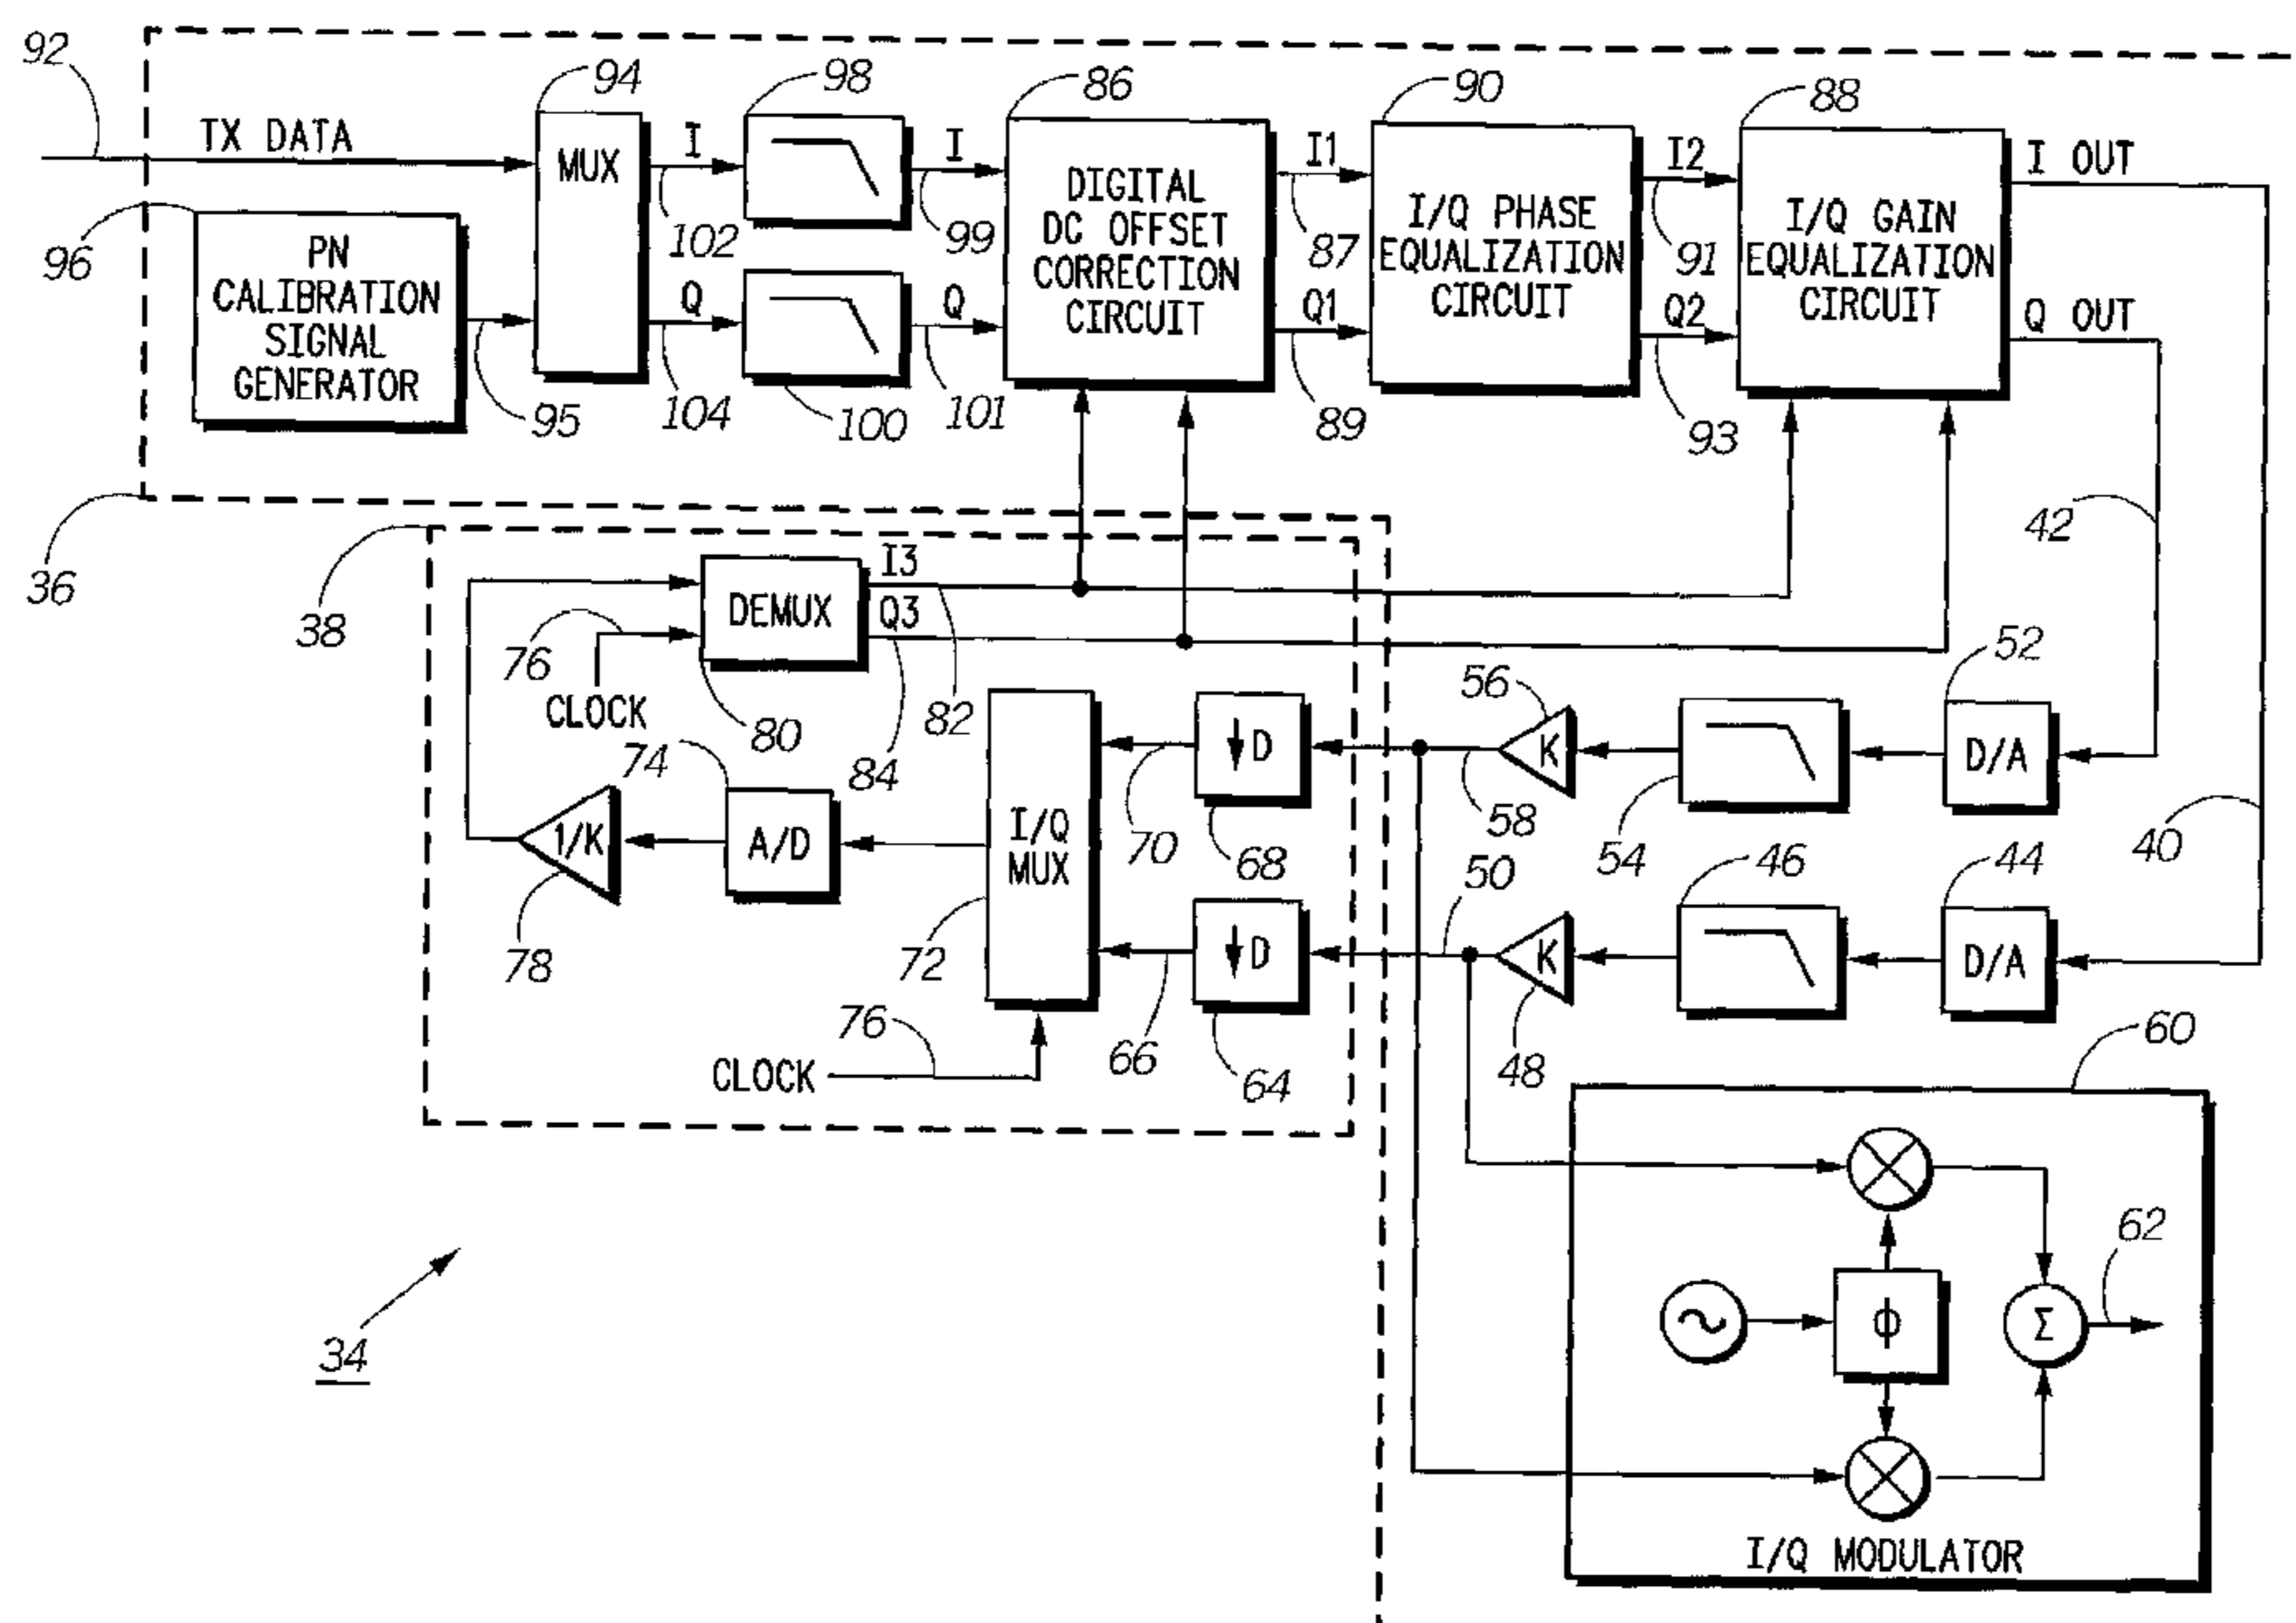 92
94
98
86
90
88
TX DATA
MUX
I
I
I1
I2
I OUT
102
99
87
91
DIGITAL
DC OFFSET
CORRECTION
CIRCUIT
I/Q PHASE
EQUALIZATION
CIRCUIT
I/Q GAIN
EQUALIZATION
CIRCUIT
96
PN
CALIBRATION
SIGNAL
GENERATOR
Q
Q
Q1
Q2
Q OUT
95
104
100
101
89
93
36
38
42
I3
DEMUX
Q3
76
CLOCK
80
82
84
52
56
K
D/A
D
74
1/K
A/D
I/Q
MUX
70
68
58
54
46
44
40
50
78
72
D
K
D/A
76
CLOCK
66
64
48
60
62
Φ
Σ
34
I/Q MODULATOR